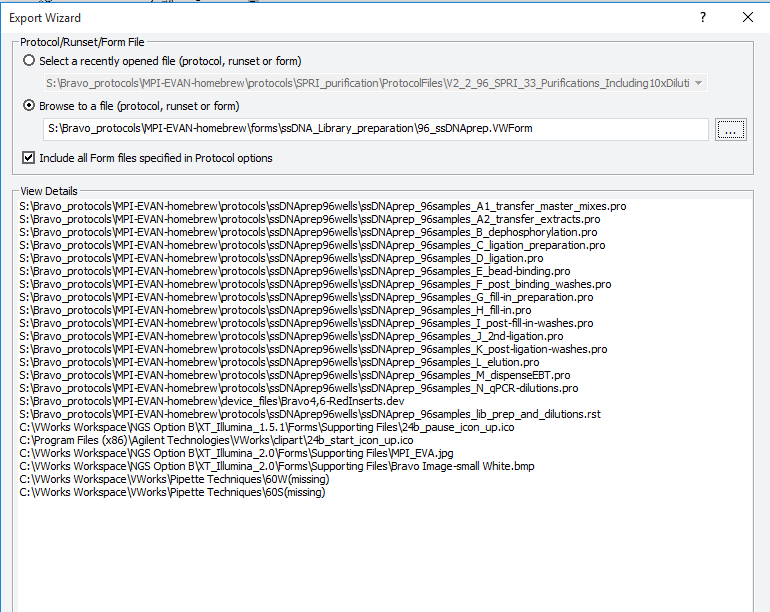 Export Wizard
Protocol/Runset/Form File
Select a recently opened file (protocol, runset or form)
S:\Bravo_protocols\MPI-EVAN-homebrew\protocols\SPRI_purification\ProtocolFiles\V2_2_96_SPRI_33_Purifications_Including10xDiluti
Browse to a file (protocol, runset or form)
S:\Bravo_protocols\MPI-EVAN-homebrew\forms\ssDNA_Library_preparation\96_ssDNAprep.VWForm
...
Include all Form files specified in Protocol options
View Details
S:\Bravo_protocols\MPI-EVAN-homebrew\protocols\ssDNAprep96wells\ssDNAprep_96samples_A1_transfer_master_mixes.pro
S:\Bravo_protocols\MPI-EVAN-homebrew\protocols\ssDNAprep96wells\ssDNAprep_96samples_A2_transfer_extracts.pro
S:\Bravo_protocols\MPI-EVAN-homebrew\protocols\ssDNAprep96wells\ssDNAprep_96samples_B_dephosphorylation.pro
S:\Bravo_protocols\MPI-EVAN-homebrew\protocols\ssDNAprep96wells\ssDNAprep_96samples_C_ligation_preparation.pro
S:\Bravo_protocols\MPI-EVAN-homebrew\protocols\ssDNAprep96wells\ssDNAprep_96samples_D_ligation.pro
S:\Bravo_protocols\MPI-EVAN-homebrew\protocols\ssDNAprep96wells\ssDNAprep_96samples_E_bead-binding.pro
S:\Bravo_protocols\MPI-EVAN-homebrew\protocols\ssDNAprep96wells\ssDNAprep_96samples_F_post_binding_washes.pro
S:\Bravo_protocols\MPI-EVAN-homebrew\protocols\ssDNAprep96wells\ssDNAprep_96samples_G_fill-in_preparation.pro
S:\Bravo_protocols\MPI-EVAN-homebrew\protocols\ssDNAprep96wells\ssDNAprep_96samples_H_fill-in.pro
S:\Bravo_protocols\MPI-EVAN-homebrew\protocols\ssDNAprep96wells\ssDNAprep_96samples_I_post-fill-in-washes.pro
S:\Bravo_protocols\MPI-EVAN-homebrew\protocols\ssDNAprep96wells\ssDNAprep_96samples_J_2nd-ligation.pro
S:\Bravo_protocols\MPI-EVAN-homebrew\protocols\ssDNAprep96wells\ssDNAprep_96samples_K_post-ligation-washes.pro
S:\Bravo_protocols\MPI-EVAN-homebrew\protocols\ssDNAprep96wells\ssDNAprep_96samples_L_elution.pro
S:\Bravo_protocols\MPI-EVAN-homebrew\protocols\ssDNAprep96wells\ssDNAprep_96samples_M_dispenseEBT.pro
S:\Bravo_protocols\MPI-EVAN-homebrew\protocols\ssDNAprep96wells\ssDNAprep_96samples_N_qPCR-dilutions.pro
S:\Bravo_protocols\MPI-EVAN-homebrew\device_files\Bravo4,6-RedInserts.dev
S:\Bravo_protocols\MPI-EVAN-homebrew\protocols\ssDNAprep96wells\ssDNAprep_96samples_lib_prep_and_dilutions.rst
C:\VWorks Workspace\NGS Option B\XT_Illumina_1.5.1\Forms\Supporting Files\24b_pause_icon_up.ico
C:\Program Files (x86)\Agilent Technologies\VWorks\clipart\24b_start_icon_up.ico
C:\VWorks Workspace\NGS Option B\XT_Illumina_2.0\Forms\Supporting Files\MPI_EVA.jpg
C:\VWorks Workspace\NGS Option B\XT_Illumina_2.0\Forms\Supporting Files\Bravo Image-small White.bmp
C:\VWorks Workspace\VWorks\Pipette Techniques\60W(missing)
C:\VWorks Workspace\VWorks\Pipette Techniques\60S(missing)